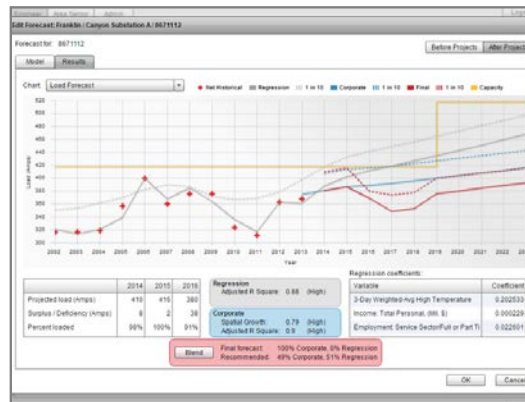 Edit Forecast: Franklin / Canyon Substation A / 8671112
Forecast for: 8671112
Before Projects After Project
Model Results
Chart: Load Forecast
Net Historical Regression 1 in 10 Corporate 1 in 10 Final 1 in 10 Capacity
520
500
480
460
440
420
400
380
360
340
320
300
Load (Amps)
2002 2003 2004 2005 2006 2007 2008 2009 2010 2011 2012 2013 2014 2015 2016 2017 2018 2019 2020 2021 2022
Year
2014 2015 2016
Projected load (Amps) 410 415 380
Surplus / Deficiency (Amps) 8 2 38
Percent loaded 98% 100% 91%
Regression
Adjusted R Square: 0.88 (High)
Corporate
Spatial Growth: 0.79 (High)
Adjusted R Square: 0.9 (High)
Regression coefficients:
Variable Coefficient
3-Day Weighted-Avg High Temperature 0.202533
Income: Total Personal, (Mil. $) 0.000229
Employment: Service Sector/Full or Part Ti 0.022601
Blend
Final forecast: 100% Corporate, 0% Regression
Recommended: 49% Corporate, 51% Regression
OK Cance